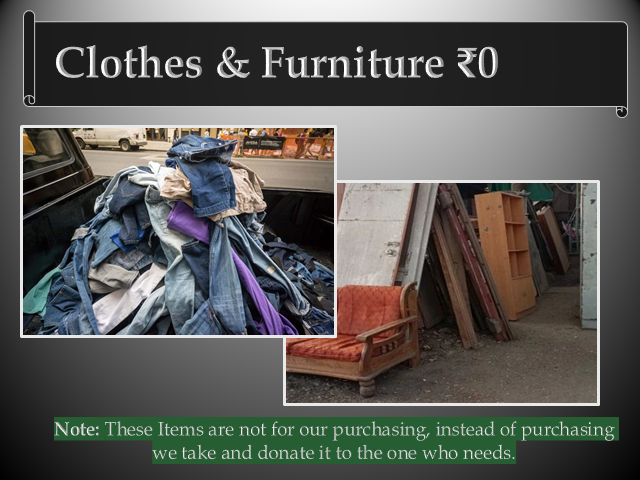 Clothes & Furniture ₹0
Note: These Items are not for our purchasing, instead of purchasing
we take and donate it to the one who needs.